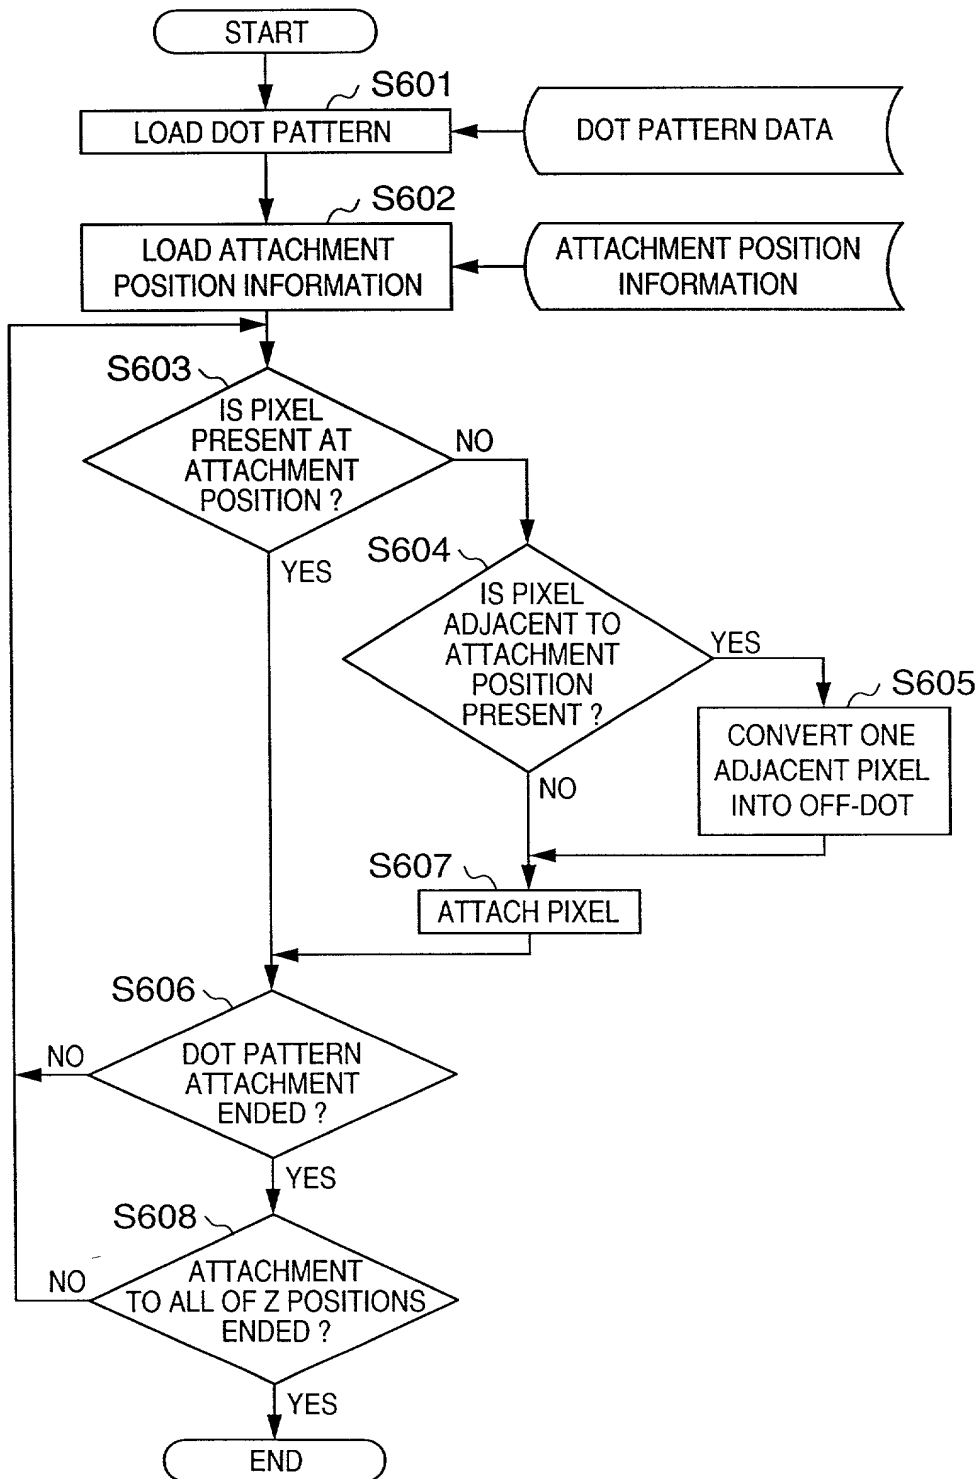 START
S601
LOAD DOT PATTERN
DOT PATTERN DATA
S602
LOAD ATTACHMENT
POSITION INFORMATION
ATTACHMENT POSITION
INFORMATION
S603
IS PIXEL
PRESENT AT
ATTACHMENT
POSITION ?
NO
YES
S604
IS PIXEL
ADJACENT TO
ATTACHMENT
POSITION
PRESENT ?
YES
NO
S605
CONVERT ONE
ADJACENT PIXEL
INTO OFF-DOT
S607
ATTACH PIXEL
S606
DOT PATTERN
ATTACHMENT
ENDED ?
NO
YES
S608
ATTACHMENT
TO ALL OF Z POSITIONS
ENDED ?
NO
YES
END